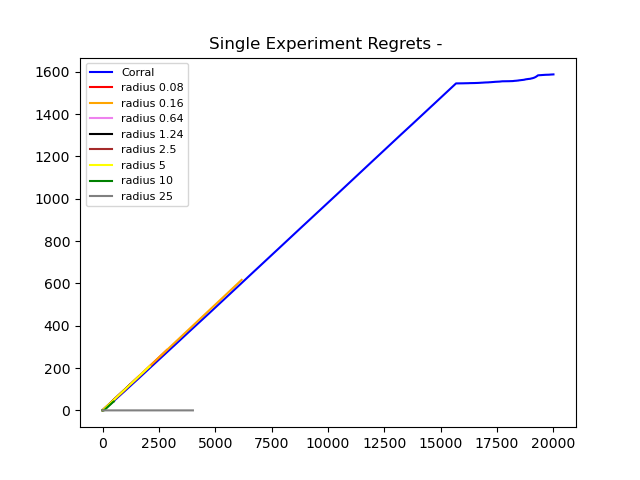 Single Experiment Regrets -
1600
1400
1200
1000
800
600
400
200
0
Corral
radius 0.08
radius 0.16
radius 0.64
radius 1.24
radius 2.5
radius 5
radius 10
radius 25
0 2500 5000 7500 10000 12500 15000 17500 20000